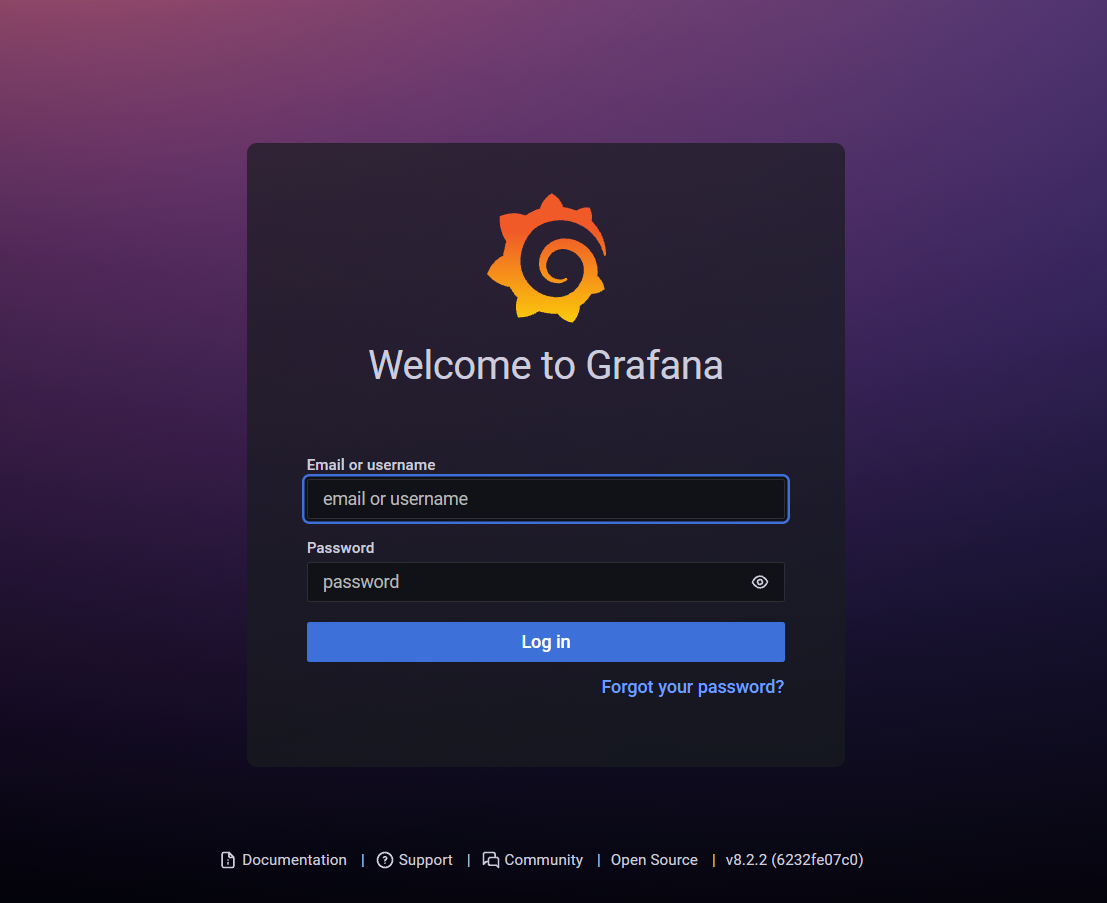 Welcome to Grafana
Email or username
email or username
Password
password
Log in
Forgot your password?
Documentation | Support | Community | Open Source | v8.2.2 (6232fe07c0)